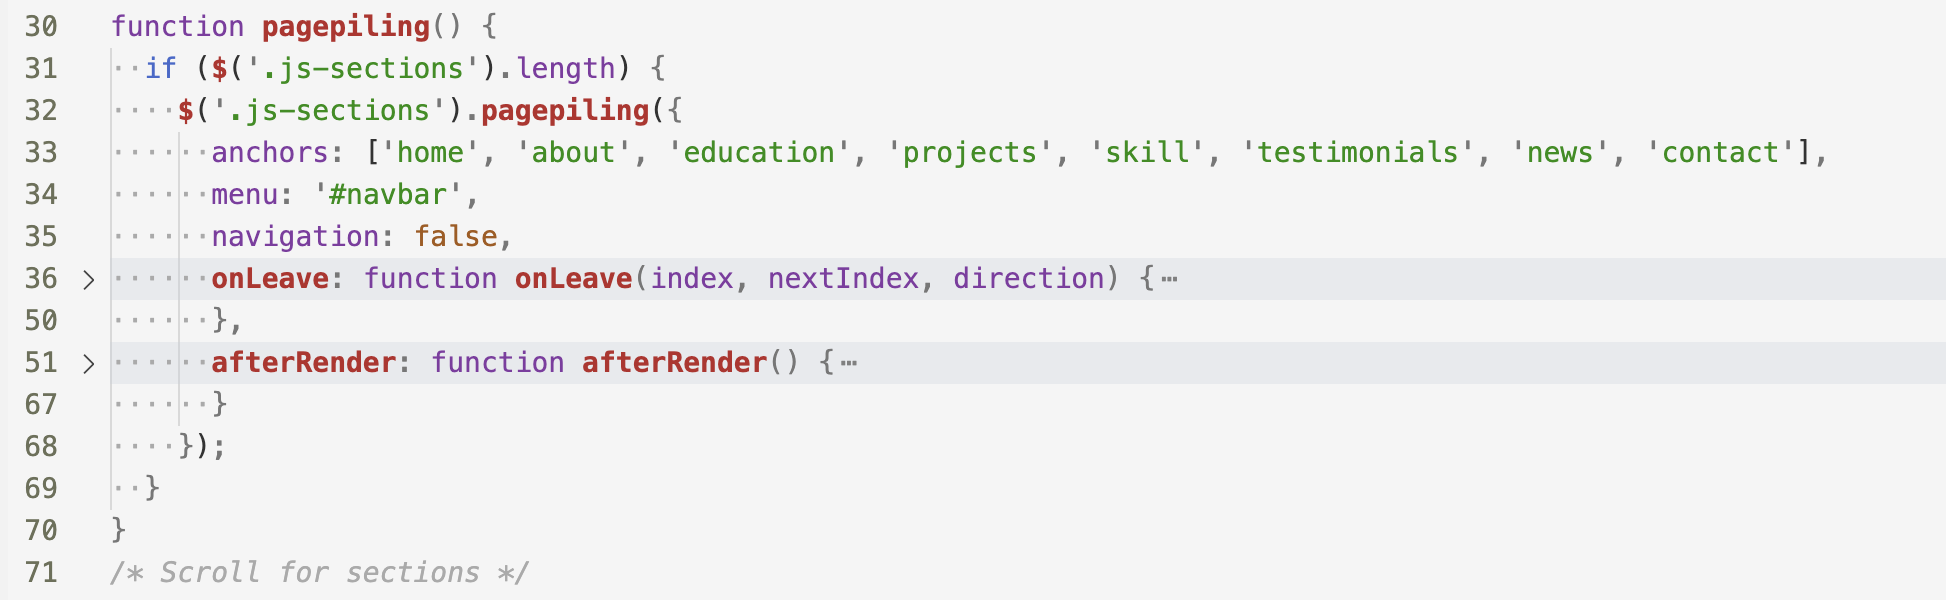 30 function pagepiling() {
31 ··if ($('.js-sections').length) {
32 ····$('.js-sections').pagepiling({
33 ······anchors: ['home', 'about', 'education', 'projects', 'skill', 'testimonials', 'news', 'contact'],
34 ······menu: '#navbar',
35 ······navigation: false,
36 > ······onLeave: function onLeave(index, nextIndex, direction) {…
50 ······},
51 > ······afterRender: function afterRender() {…
67 ······}
68 ····});
69 ··}
70 }
71 /* Scroll for sections */